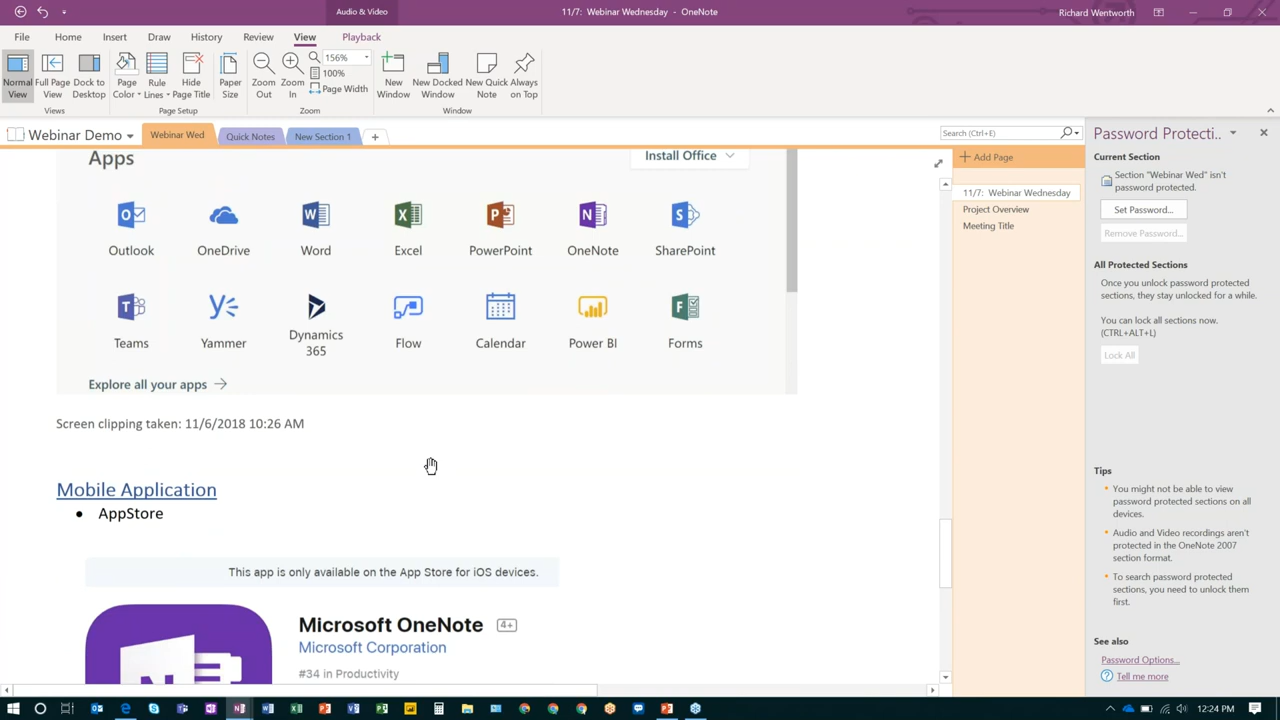 Audio & Video
11/7: Webinar Wednesday - OneNote
Richard Wentworth
File Home Insert Draw History Review View Playback
Normal View
Full Page View
Dock to Desktop
Page Color
Rule Lines
Hide Page Title
Paper Size
Zoom Out
Zoom In
156%
100%
Page Width
New Window
New Docked Window
New Quick Note
Always on Top
Views
Page Setup
Zoom
Window
Webinar Demo
Webinar Wed
Quick Notes
New Section 1
Search (Ctrl+E)
Apps
Install Office
Outlook OneDrive Word Excel PowerPoint OneNote SharePoint
Teams Yammer Dynamics 365 Flow Calendar Power BI Forms
Explore all your apps
Screen clipping taken: 11/6/2018 10:26 AM
Mobile Application
• AppStore
This app is only available on the App Store for iOS devices.
Microsoft OneNote 4+
Microsoft Corporation
#34 in Productivity
Add Page
11/7: Webinar Wednesday
Project Overview
Meeting Title
Password Protecti..
Current Section
Section "Webinar Wed" isn't
password protected.
Set Password...
Remove Password...
All Protected Sections
Once you unlock password protected
sections, they stay unlocked for a while.
You can lock all sections now.
(CTRL+ALT+L)
Lock All
Tips
• You might not be able to view
password protected sections on all
devices.
• Audio and Video recordings aren't
protected in the OneNote 2007
section format.
• To search password protected
sections, you need to unlock them
first.
See also
Password Options...
Tell me more
12:24 PM